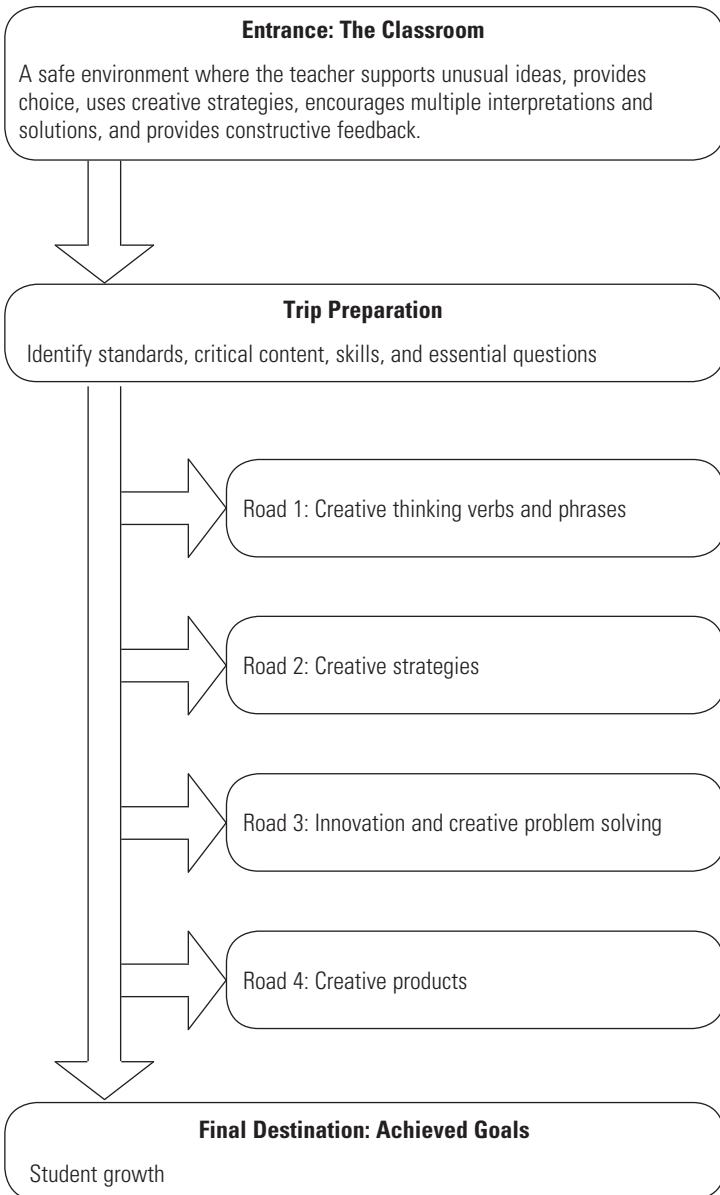 Entrance: The Classroom
A safe environment where the teacher supports unusual ideas, provides
choice, uses creative strategies, encourages multiple interpretations and
solutions, and provides constructive feedback.
Trip Preparation
Identify standards, critical content, skills, and essential questions
Road 1: Creative thinking verbs and phrases
Road 2: Creative strategies
Road 3: Innovation and creative problem solving
Road 4: Creative products
Final Destination: Achieved Goals
Student growth